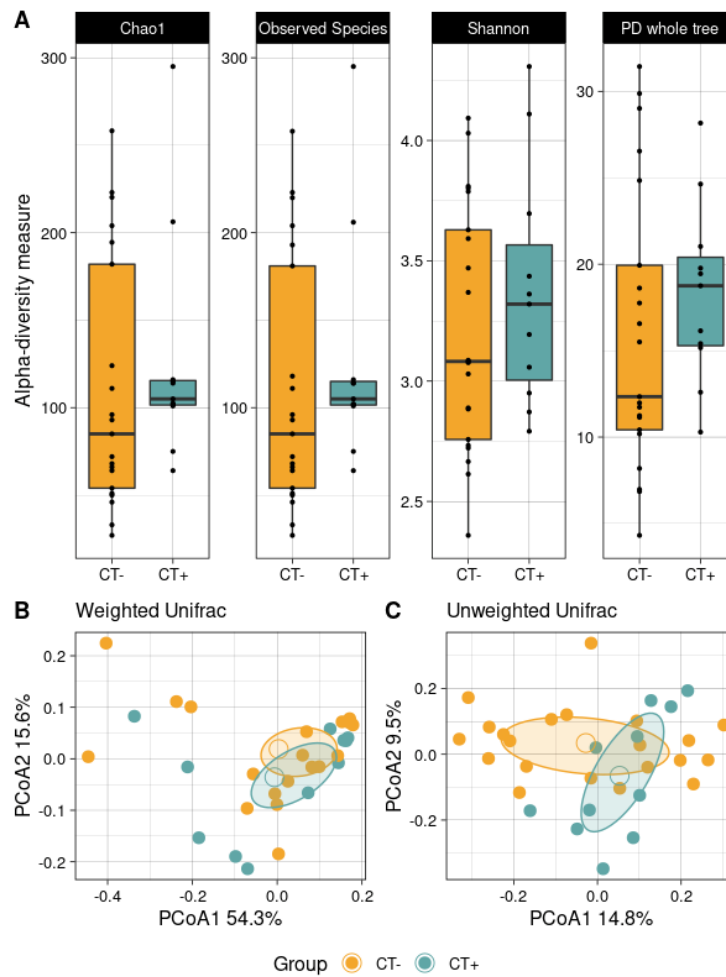 A
Chao1
Observed Species
Shannon
PD whole tree
Alpha-diversity measure
300
200
100
4.0
3.5
3.0
2.5
30
20
10
CT- CT+ CT- CT+ CT- CT+ CT- CT+
B Weighted Unifrac
PCoA2 15.6%
0.2
0.1
0.0
-0.1
-0.2
-0.4 -0.2 0.0 0.2
PCoA1 54.3%
C Unweighted Unifrac
PCoA2 9.5%
0.2
0.0
-0.2
-0.2 0.0 0.2
PCoA1 14.8%
Group CT- CT+